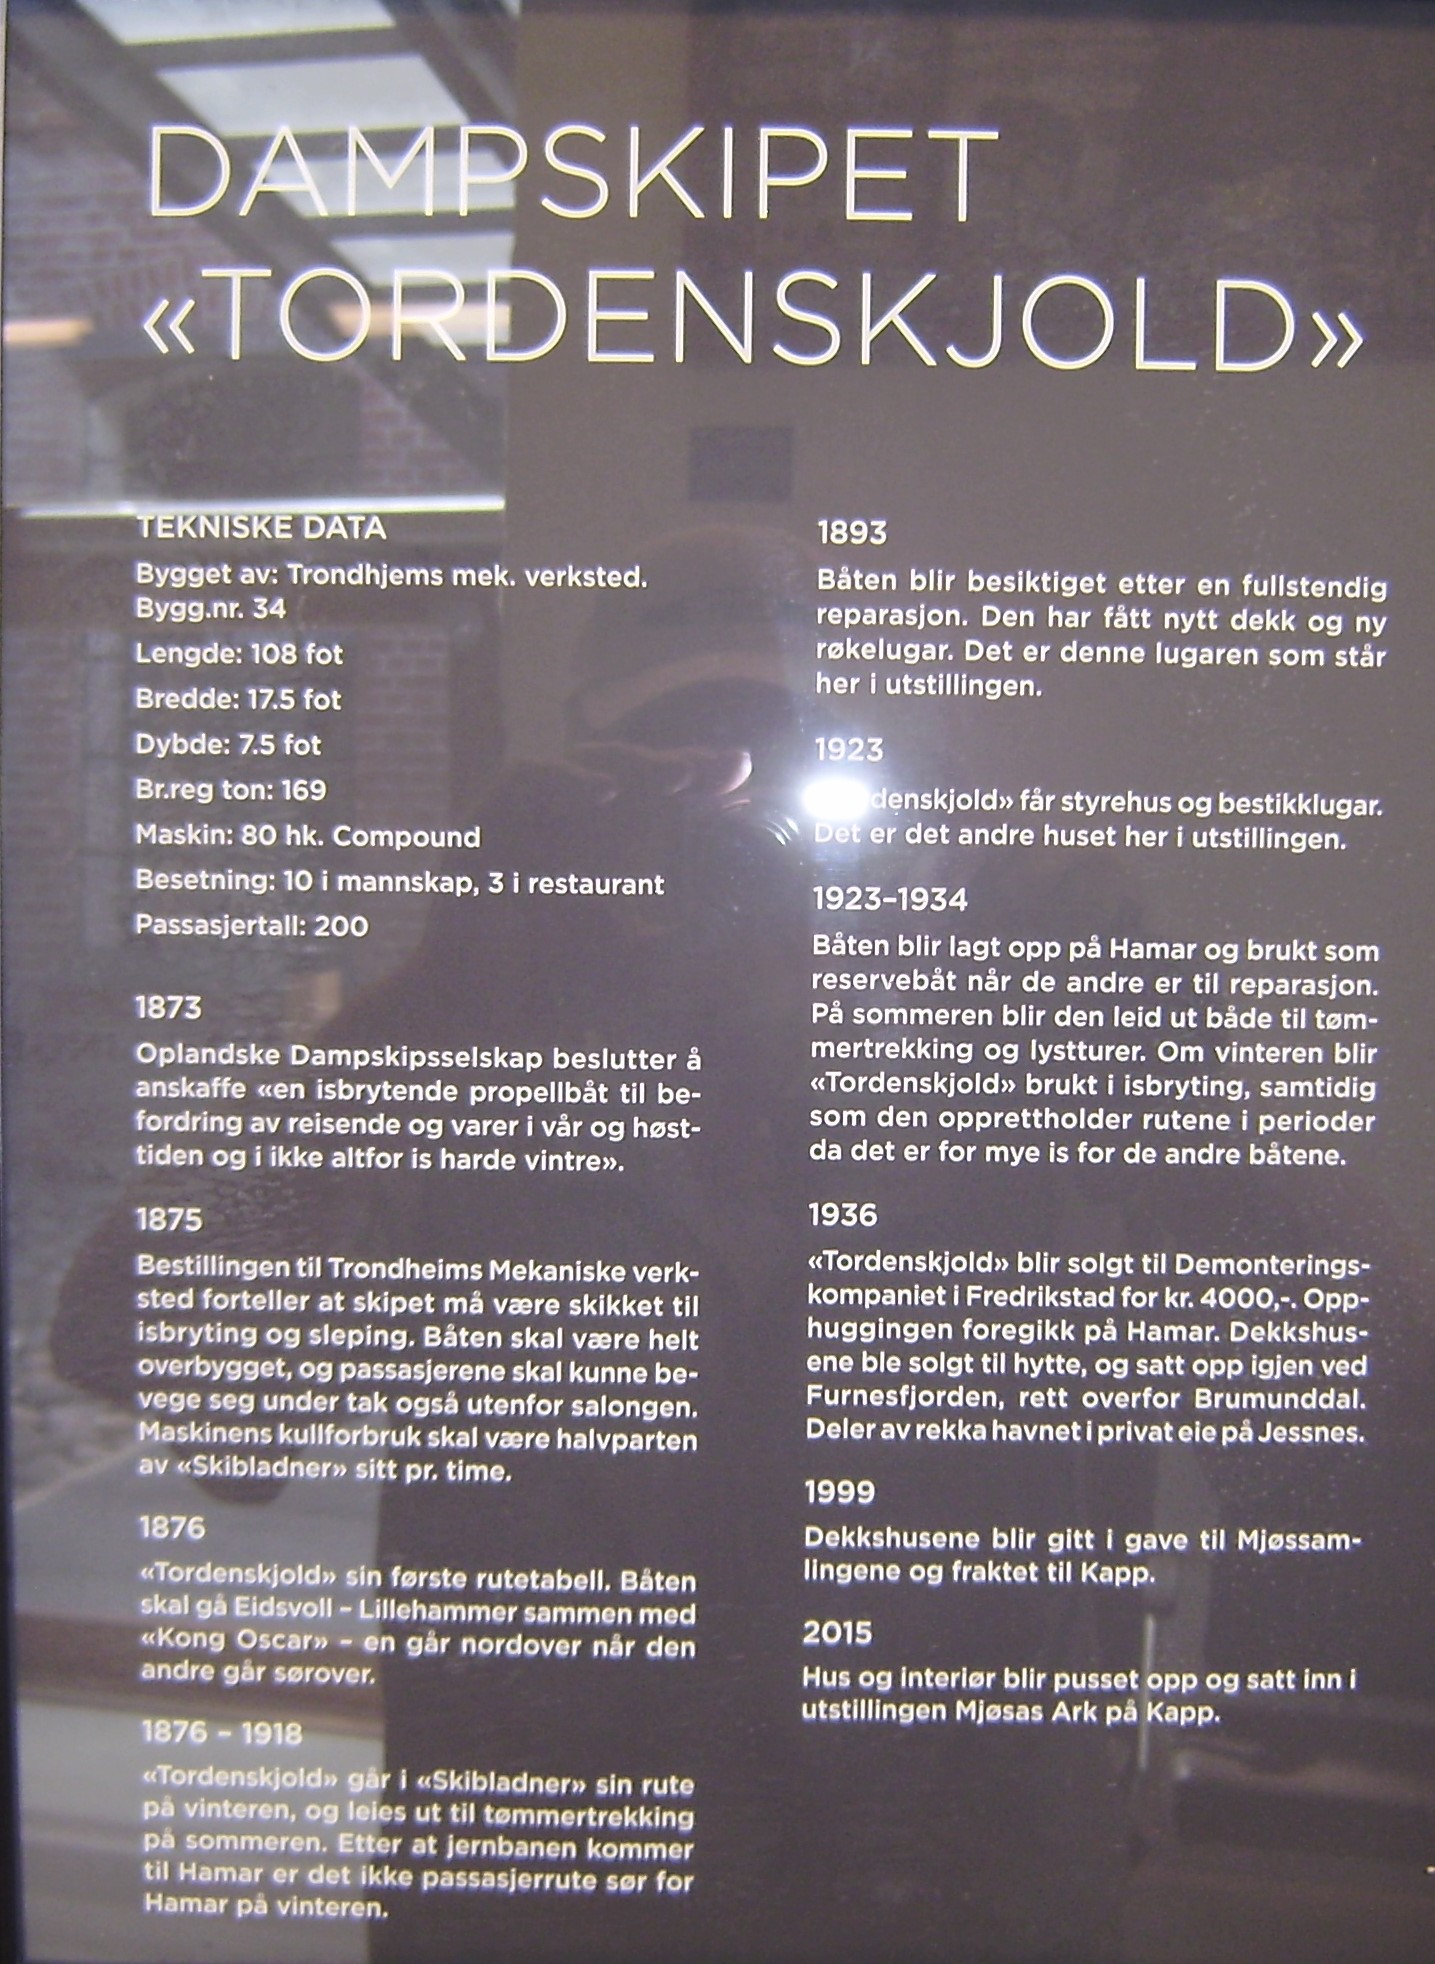 DAMPSKIPET
«TORDENSKJOLD»
TEKNISKE DATA
Bygget av: Trondhjems mek. verksted.
Bygg.nr. 34
Lengde: 108 fot
Bredde: 17.5 fot
Dybde: 7.5 fot
Br.reg ton: 169
Maskin: 80 hk. Compound
Besetning: 10 i mannskap, 3 i restaurant
Passasjertall: 200
1873
Oplandske Dampskipsselskap beslutter å
anskaffe «en isbrytende propellbåt til be-
fordring av reisende og varer i vår og høst-
tiden og i ikke altfor is harde vintre».
1875
Bestillingen til Trondheims Mekaniske verk-
sted forteller at skipet må være skikket til
isbryting og sleping. Båten skal være helt
overbygget, og passasjerene skal kunne be-
vege seg under tak også utenfor salongen.
Maskinens kullforbruk skal være halvparten
av «Skibladner» sitt pr. time.
1876
«Tordenskjold» sin første rutetabell. Båten
skal gå Eidsvoll – Lillehammer sammen med
«Kong Oscar» – en går nordover når den
andre går sørover.
1876 – 1918
«Tordenskjold» går i «Skibladner» sin rute
på vinteren, og leies ut til tømmertrekking
på sommeren. Etter at jernbanen kommer
til Hamar er det ikke passasjerrute sør for
Hamar på vinteren.
1893
Båten blir besiktiget etter en fullstendig
reparasjon. Den har fått nytt dekk og ny
røkelugar. Det er denne lugaren som står
her i utstillingen.
1923
denskjold» får styrehus og bestikklugar.
Det er det andre huset her i utstillingen.
1923–1934
Båten blir lagt opp på Hamar og brukt som
reservebåt når de andre er til reparasjon.
På sommeren blir den leid ut både til tøm-
mertrekking og lystturer. Om vinteren blir
«Tordenskjold» brukt i isbryting, samtidig
som den opprettholder rutene i perioder
da det er for mye is for de andre båtene.
1936
«Tordenskjold» blir solgt til Demonterings-
kompaniet i Fredrikstad for kr. 4000,-. Opp-
huggingen foregikk på Hamar. Dekkshus-
ene ble solgt til hytte, og satt opp igjen ved
Furnesfjorden, rett overfor Brumunddal.
Deler av rekka havnet i privat eie på Jessnes.
1999
Dekkshusene blir gitt i gave til Mjøssam-
lingene og fraktet til Kapp.
2015
Hus og interiør blir pusset opp og satt inn i
utstillingen Mjøsas Ark på Kapp.